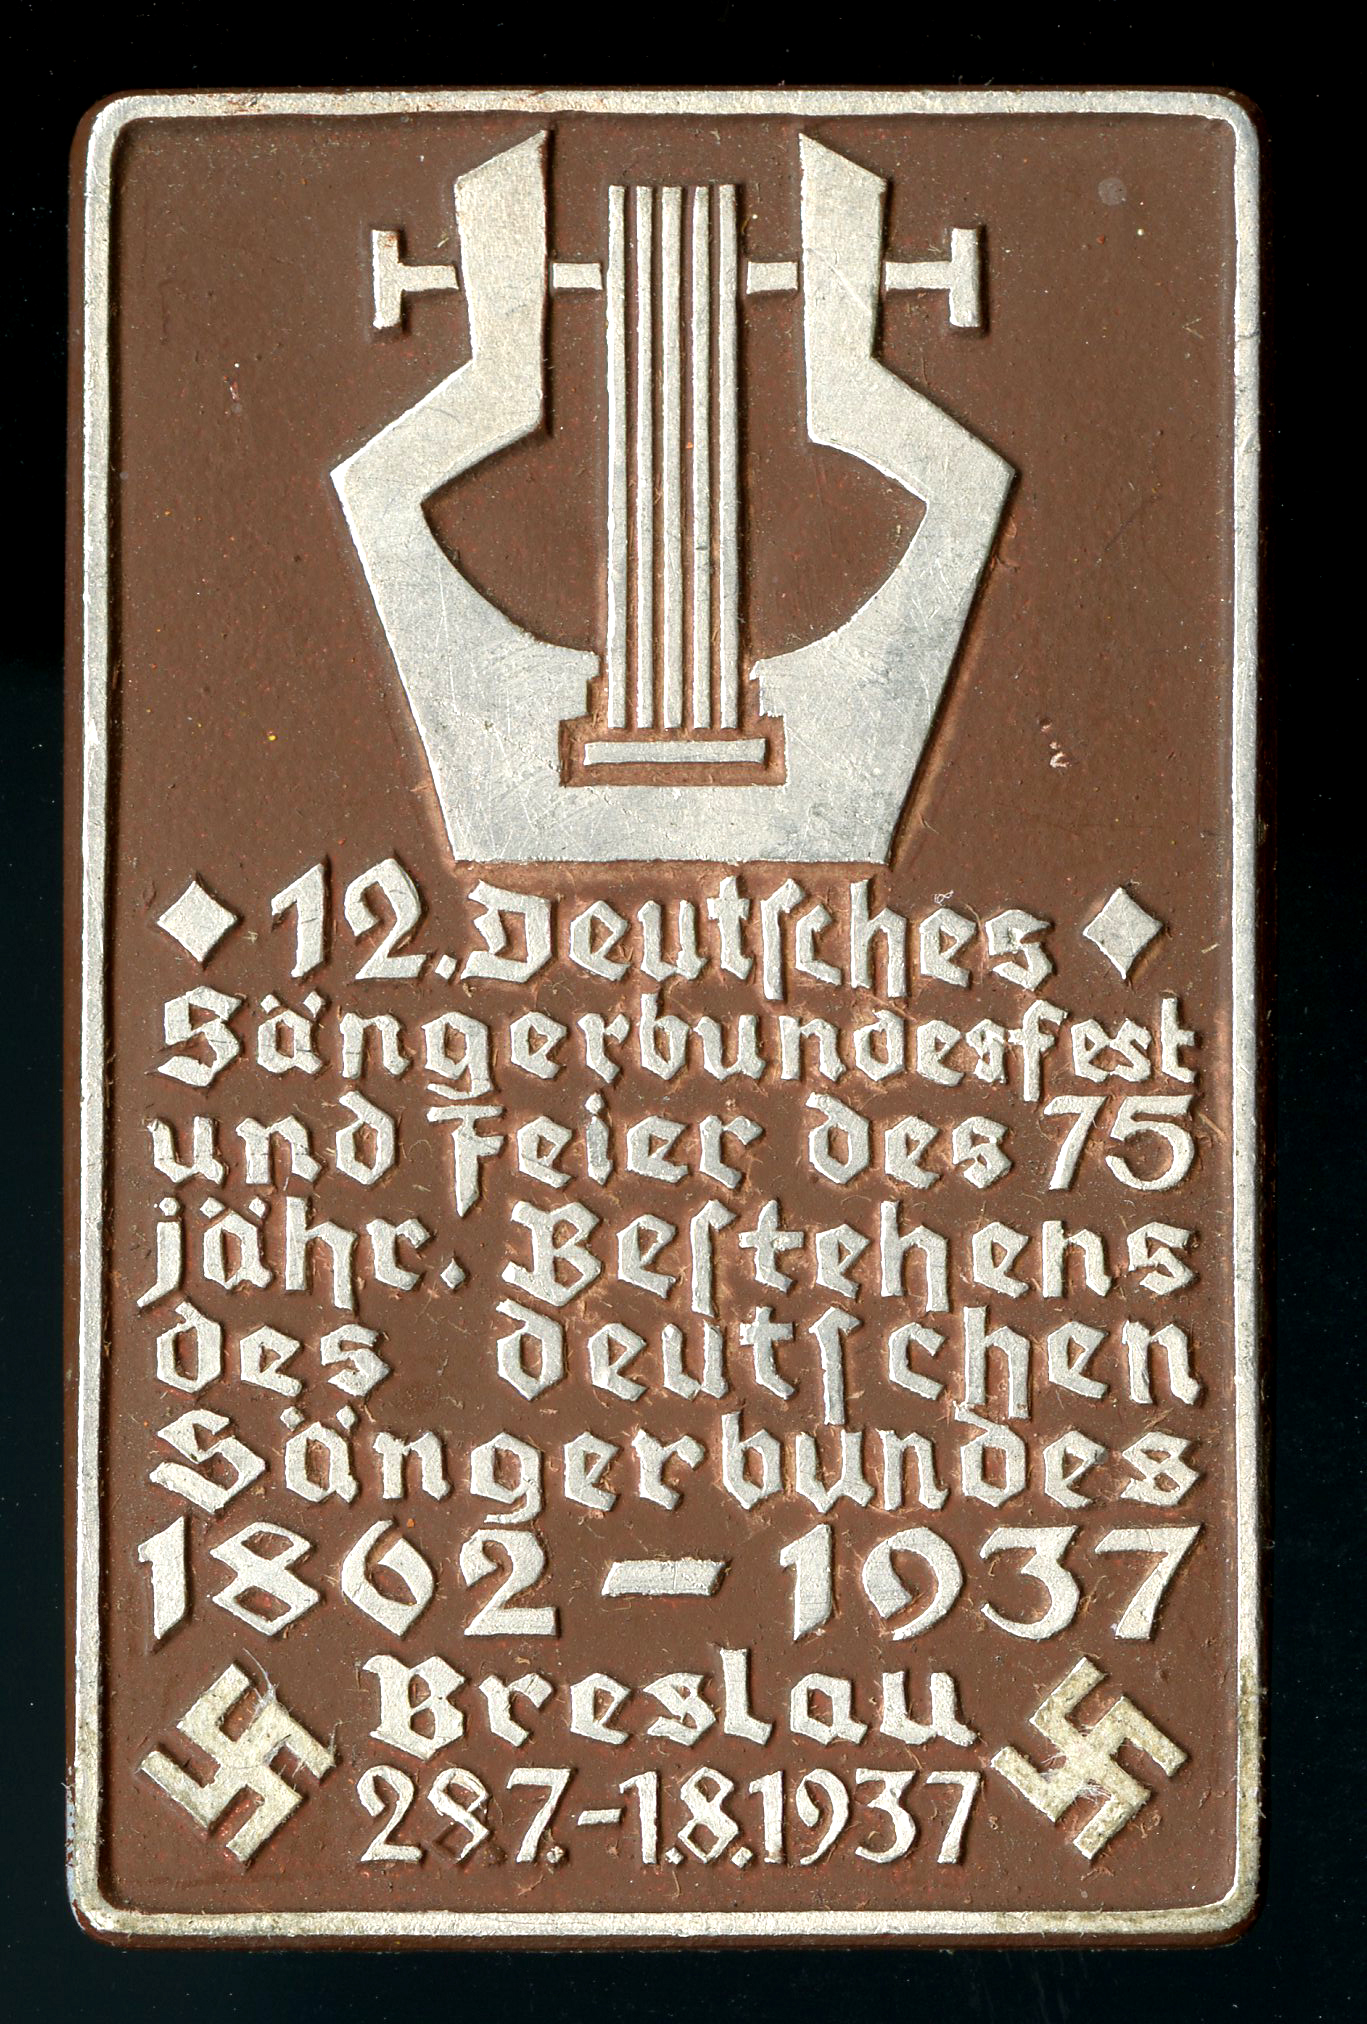 12. Deutſches
Sängerbundesfest
und Feier des 75
jähr. Beſtehens
des deutſchen
Sängerbundes
1862 – 1937
Breslau
28.7.-1.8.1937